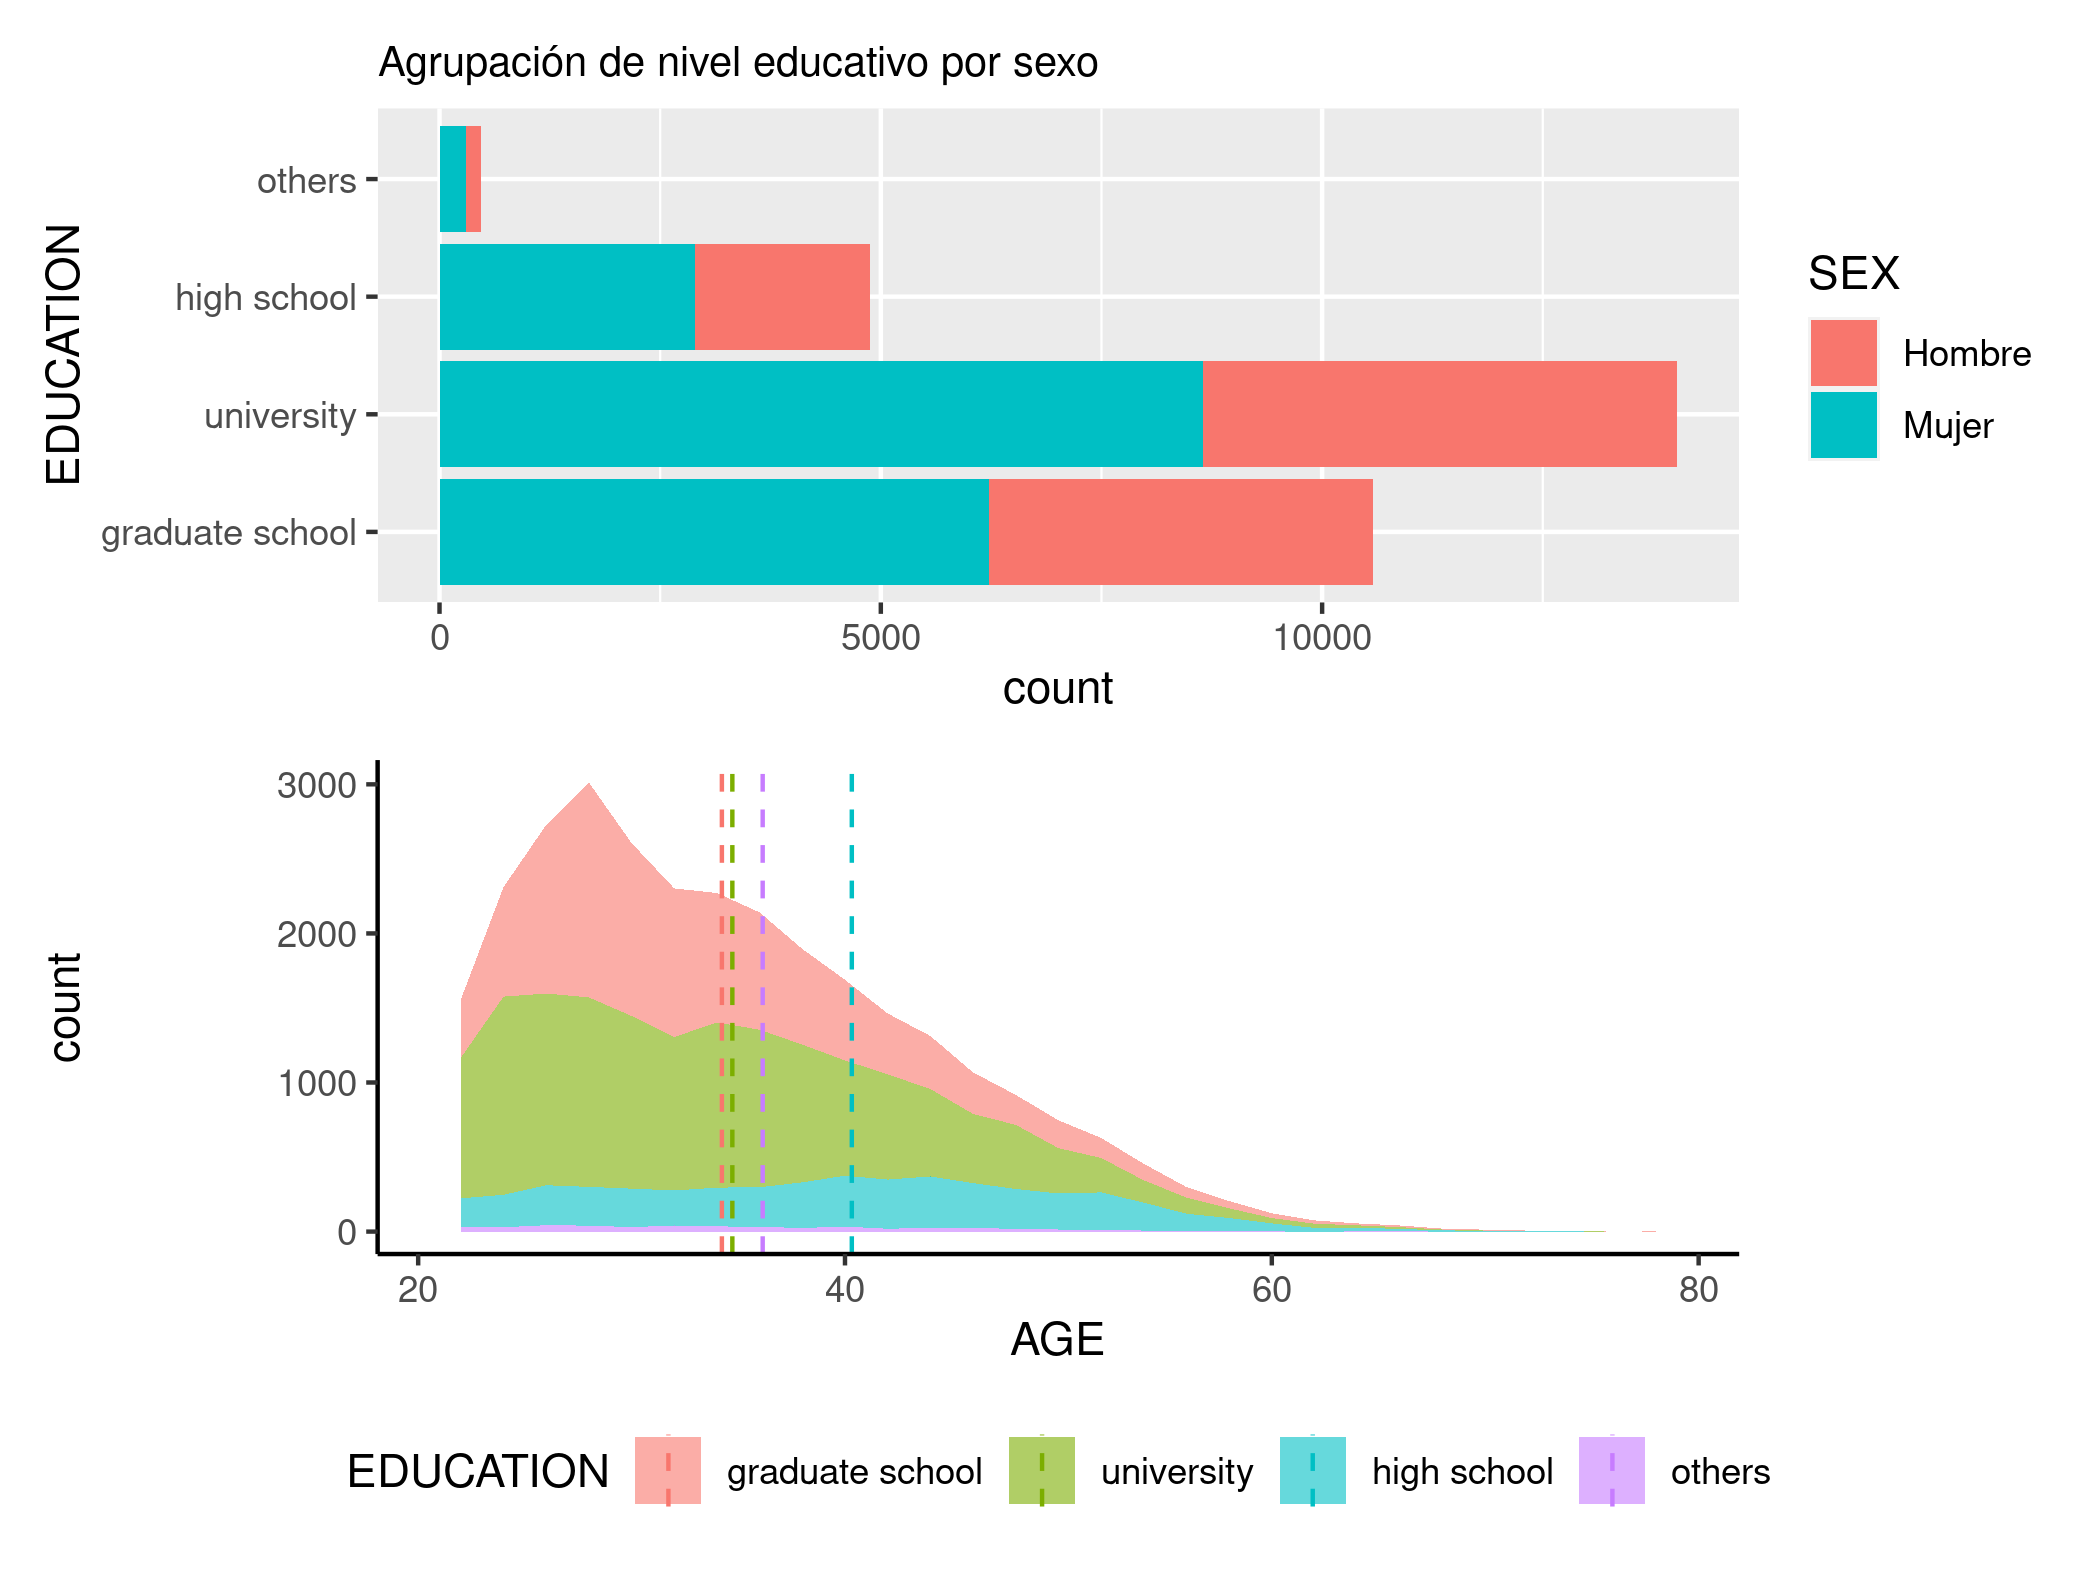 Agrupación de nivel educativo por sexo
EDUCATION
others
high school
university
graduate school
0 5000 10000
count
SEX
Hombre
Mujer
count
3000
2000
1000
0
20 40 60 80
AGE
EDUCATION graduate school university high school others